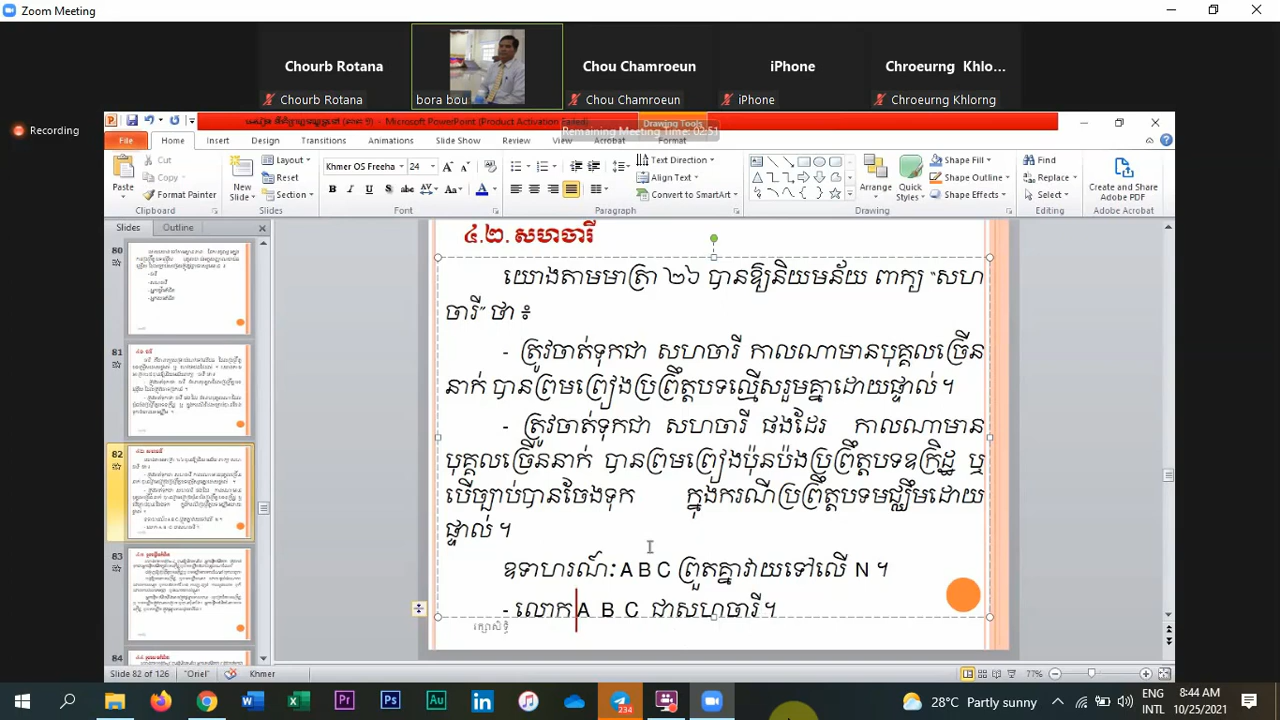 Zoom Meeting
Chourb Rotana
Chou Chamroeun
iPhone
Chroeurng Khlo...
Chourb Rotana
bora bou
Chou Chamroeun
iPhone
Chroeurng Khlorng
Recording
Microsoft PowerPoint (Product Activation Failed)
Drawing Tools
Remaining Meeting Time: 02:51
File Home Insert Design Transitions Animations Slide Show Review View Acrobat Format
Cut
Copy
Format Painter
Paste
Clipboard
New Slide
Layout
Reset
Section
Slides
Khmer OS Freeha 24
Font
Paragraph
Text Direction
Align Text
Convert to SmartArt
Arrange
Quick Styles
Shape Fill
Shape Outline
Shape Effects
Drawing
Find
Replace
Select
Editing
Create and Share Adobe PDF
Adobe Acrobat
Slides Outline
80
81
82
83
84
៤.២. សហចារី
យោងតាមមាត្រា ២៦ បានឱ្យនិយមន័យ ពាក្យ “សហ
ចារី” ថា ៖
- ត្រូវចាត់ទុកជា សហចារី កាលណាមានបុគ្គលច្រើន
នាក់ បានព្រមព្រៀងប្រព្រឹត្តបទល្មើសរួមគ្នាដោយផ្ទាល់ ។
- ត្រូវចាត់ទុកជា សហចារី ផងដែរ កាលណាមាន
បុគ្គលច្រើននាក់ បានព្រមព្រៀងប៉ុនប៉ងប្រព្រឹត្តបទឧក្រិដ្ឋ ឬ
បើច្បាប់បានចែងទុក ក្នុងករណីប្រព្រឹត្តបទមជ្ឈិមដោយ
ផ្ទាល់ ។
ឧទាហរណ៍: A B C ព្រួតគ្នាវាយទៅលើ N ។
- លោក A B C ជាសហចារី ។
រក្សាសិទ្ធិ
Slide 82 of 126 "Oriel" Khmer 77%
234
28°C Partly sunny
ENG
INTL
8:44 AM
10/25/2021